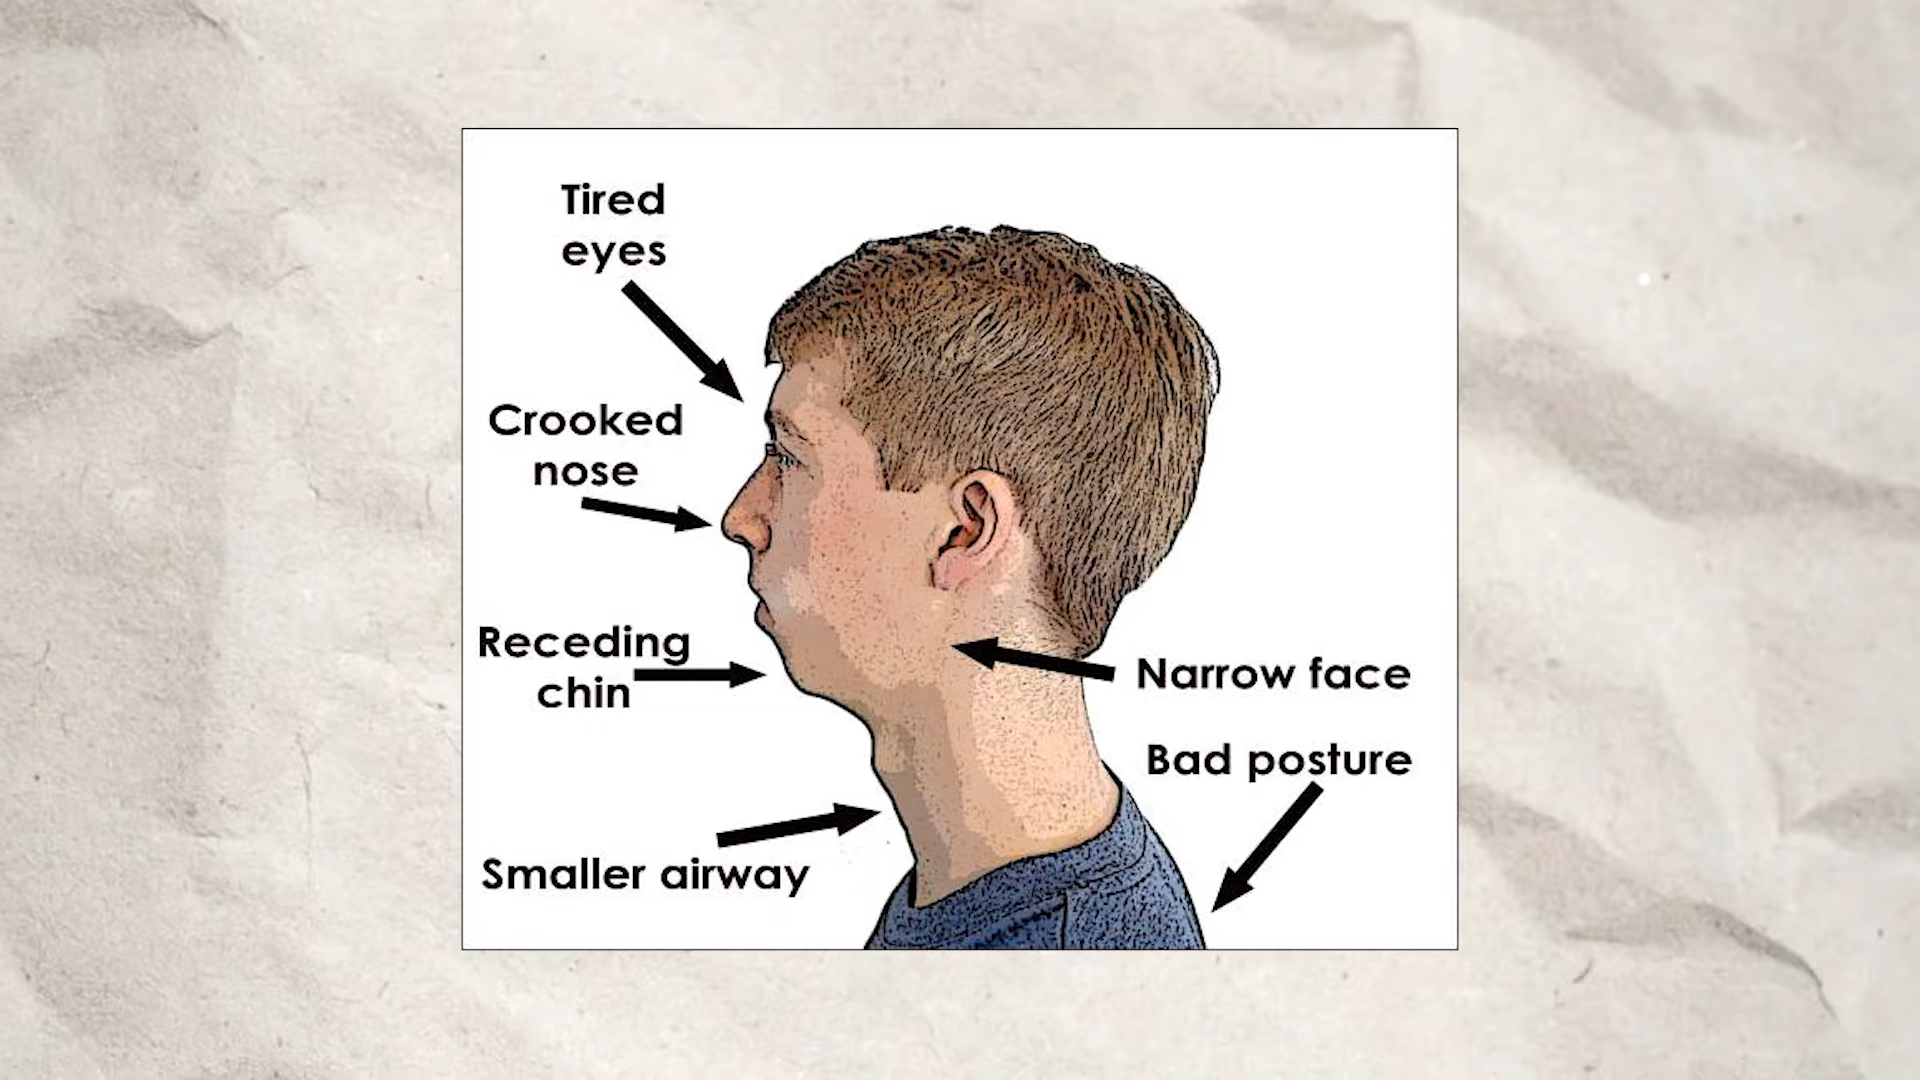 Tired
eyes
Crooked
nose
Receding
chin
Narrow face
Bad posture
Smaller airway